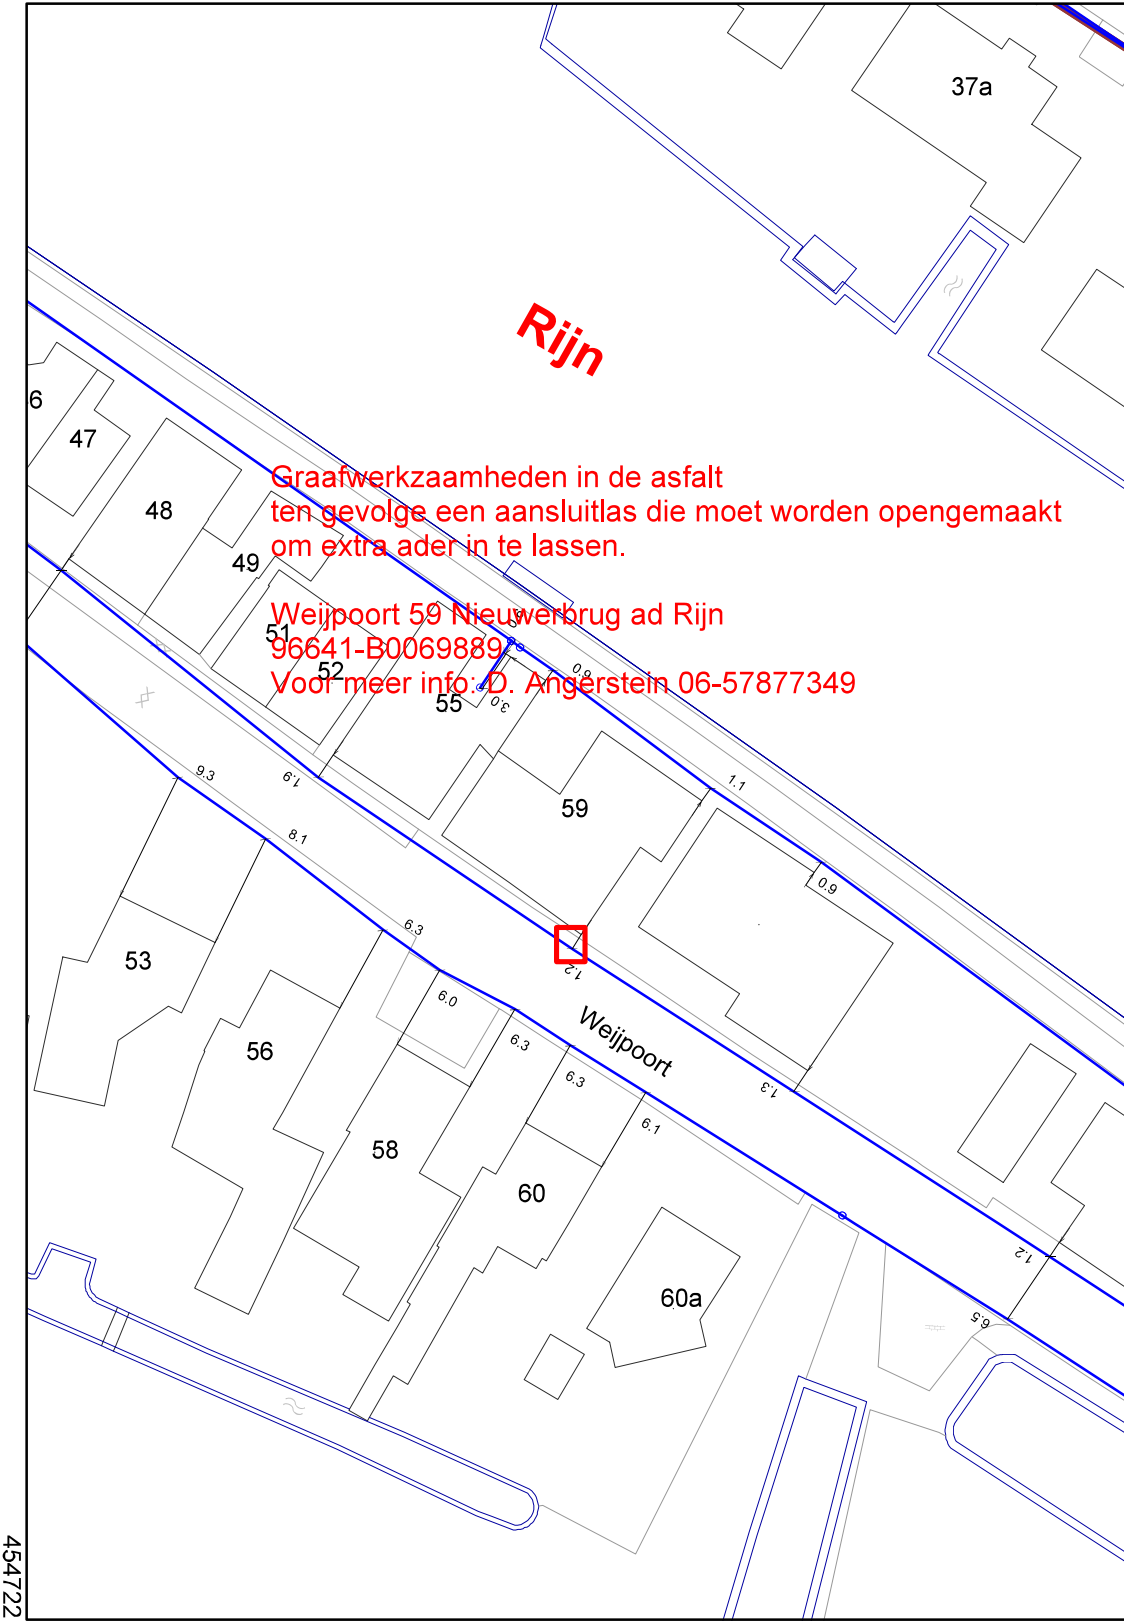 37a
Rijn
6
47
48
49
Graafwerkzaamheden in de asfalt
ten gevolge een aansluitlas die moet worden opengemaakt
om extra ader in te lassen.
Weijpoort 59 Nieuwerbrug ad Rijn
96641-B0069889
Voor meer info: D. Angerstein 06-57877349
51
52
55
0.9
3.0
1.1
59
0.9
9.3
1.9
8.1
6.3
53
1.2
6.0
Weijpoort
56
6.3
6.3
1.3
6.1
58
60
1.2
60a
6.5
454722